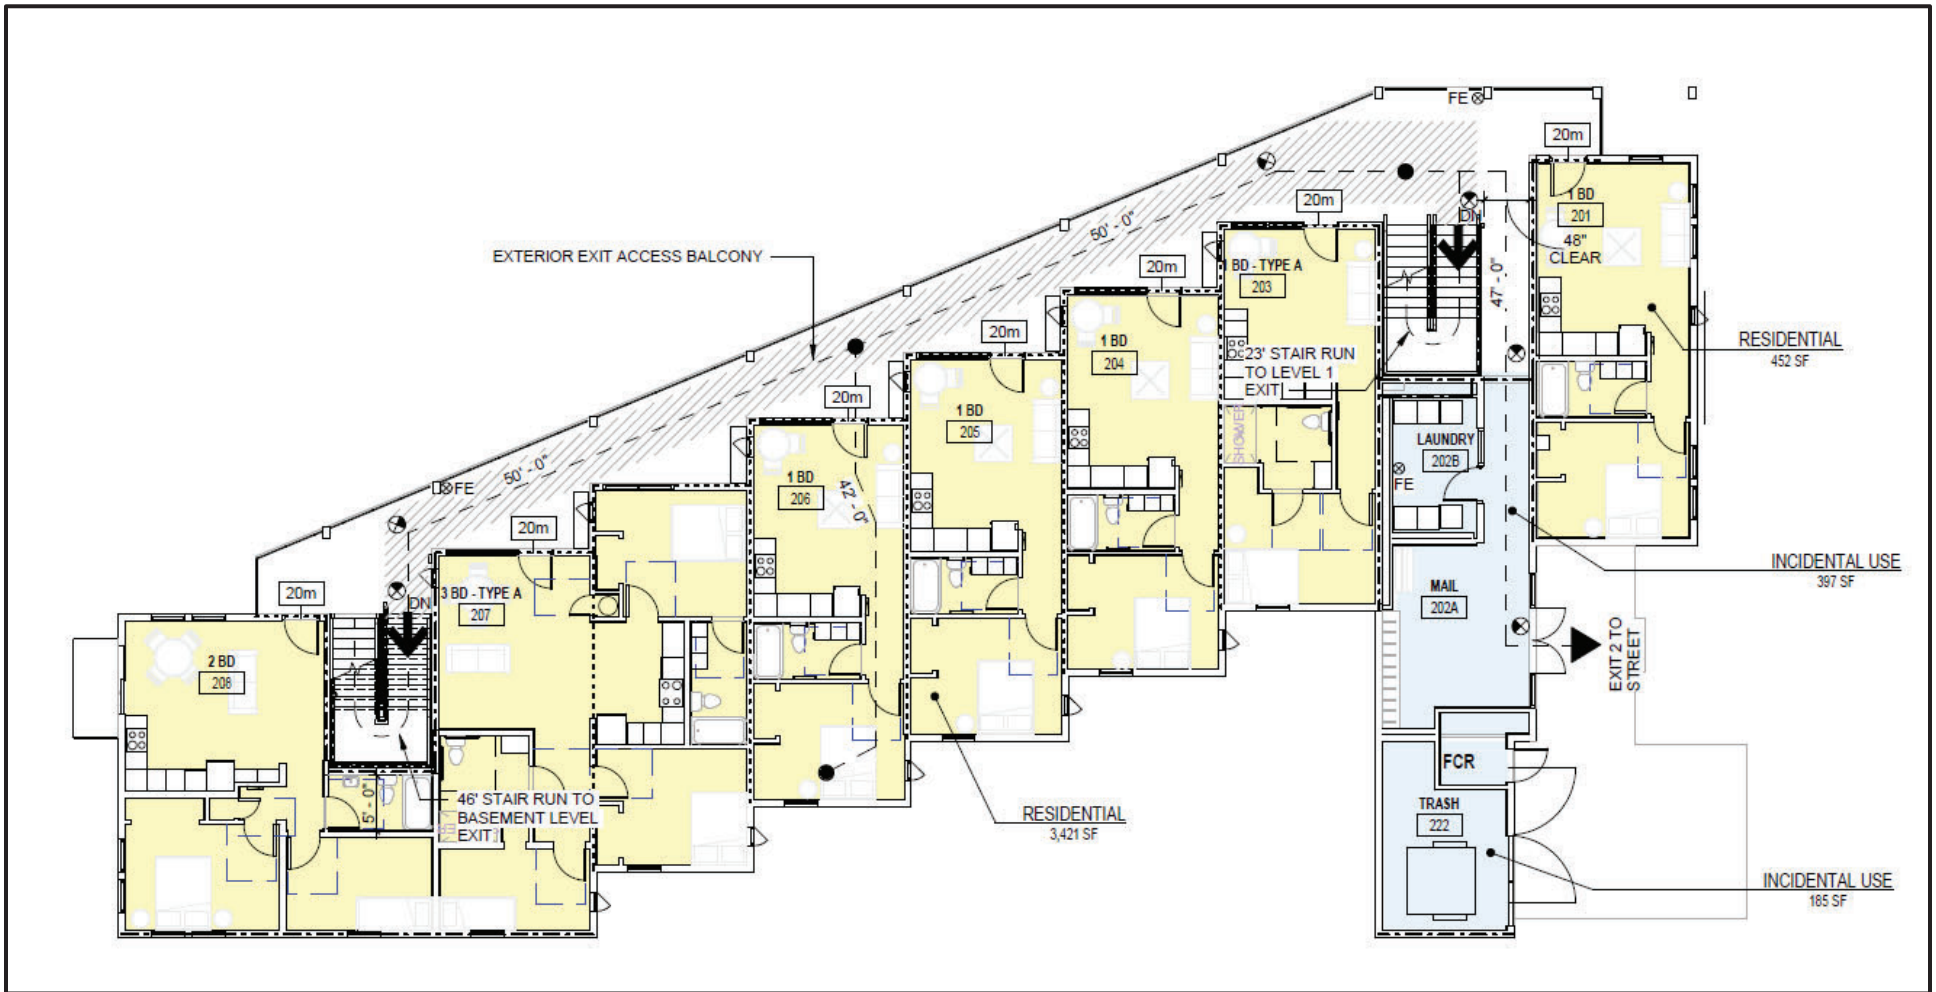 FE
20m
1 BD
201
48"
CLEAR
DN
47' - 0"
20m
50' - 0"
EXTERIOR EXIT ACCESS BALCONY
1 BD - TYPE A
203
20m
23' STAIR RUN
TO LEVEL 1
EXIT
RESIDENTIAL
452 SF
20m
1 BD
204
SHOWER
LAUNDRY
202B
FE
20m
1 BD
205
50' - 0"
FE
1 BD
206
42' - 0"
INCIDENTAL USE
397 SF
20m
MAIL
202A
EXIT 2 TO
STREET
20m
DN
3 BD - TYPE A
207
2 BD
208
FCR
5' - 0"
46' STAIR RUN TO
BASEMENT LEVEL
EXIT
RESIDENTIAL
3,421 SF
TRASH
222
INCIDENTAL USE
185 SF